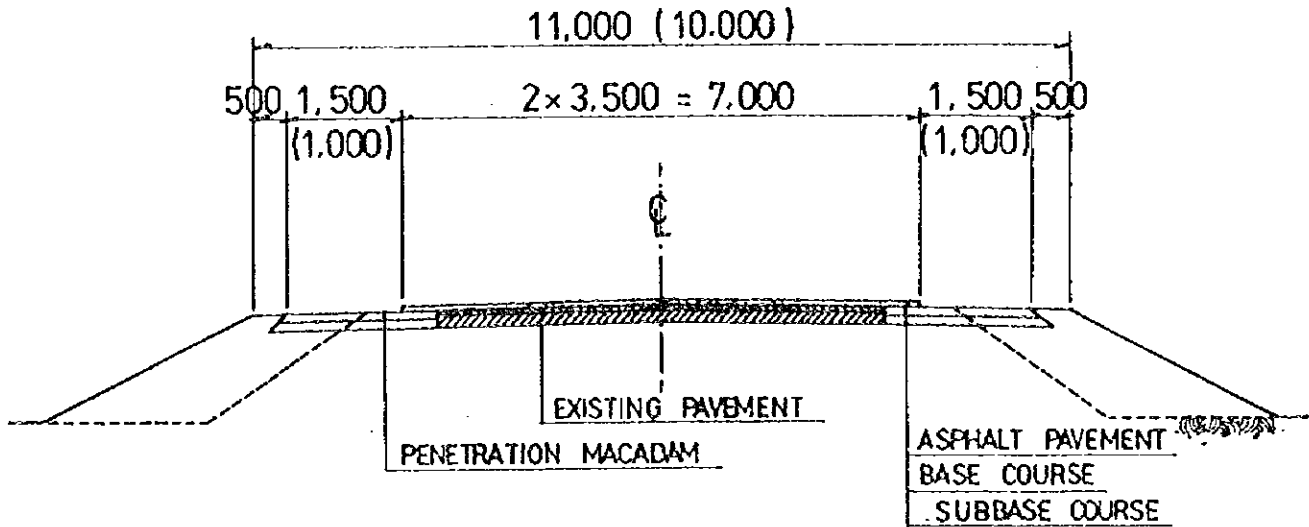 11,000 (10.000)
500 1,500 2×3,500 = 7,000 1,500 500
(1,000) (1,000)
℄
EXISTING PAVEMENT
PENETRATION MACADAM
ASPHALT PAVEMENT
BASE COURSE
SUBBASE COURSE